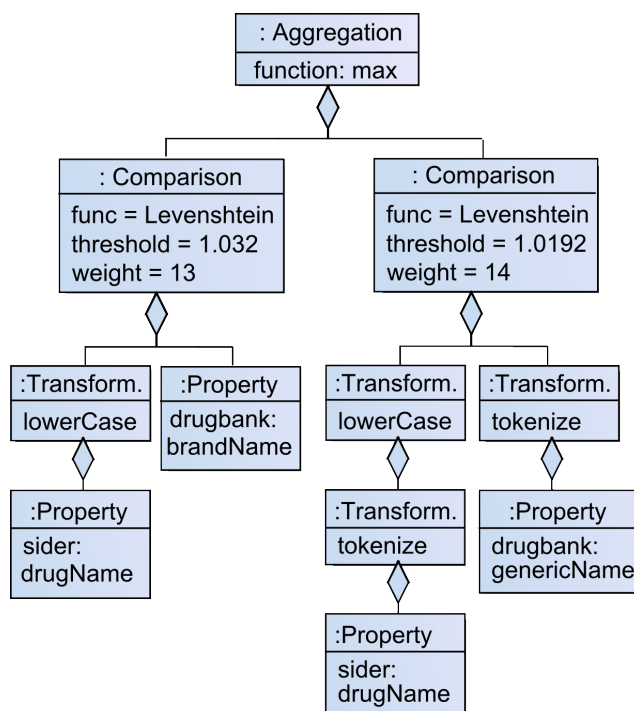 : Aggregation
function: max
: Comparison
func = Levenshtein
threshold = 1.032
weight = 13
: Comparison
func = Levenshtein
threshold = 1.0192
weight = 14
:Transform.
lowerCase
:Property
drugbank:
brandName
:Transform.
lowerCase
:Transform.
tokenize
:Property
sider:
drugName
:Transform.
tokenize
:Property
drugbank:
genericName
:Property
sider:
drugName